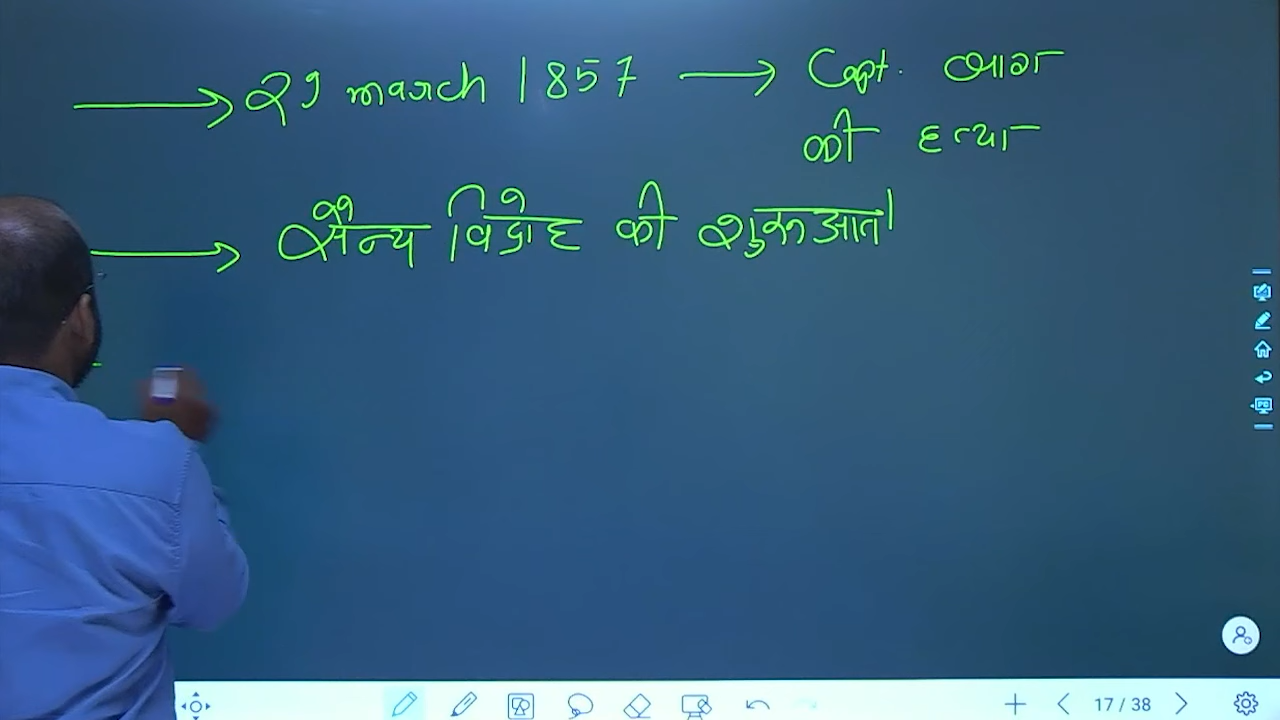 → 29 march 1857 → Capt. बाग
की हत्या
→ सैन्य विद्रोह की शुरूआत।
17 / 38